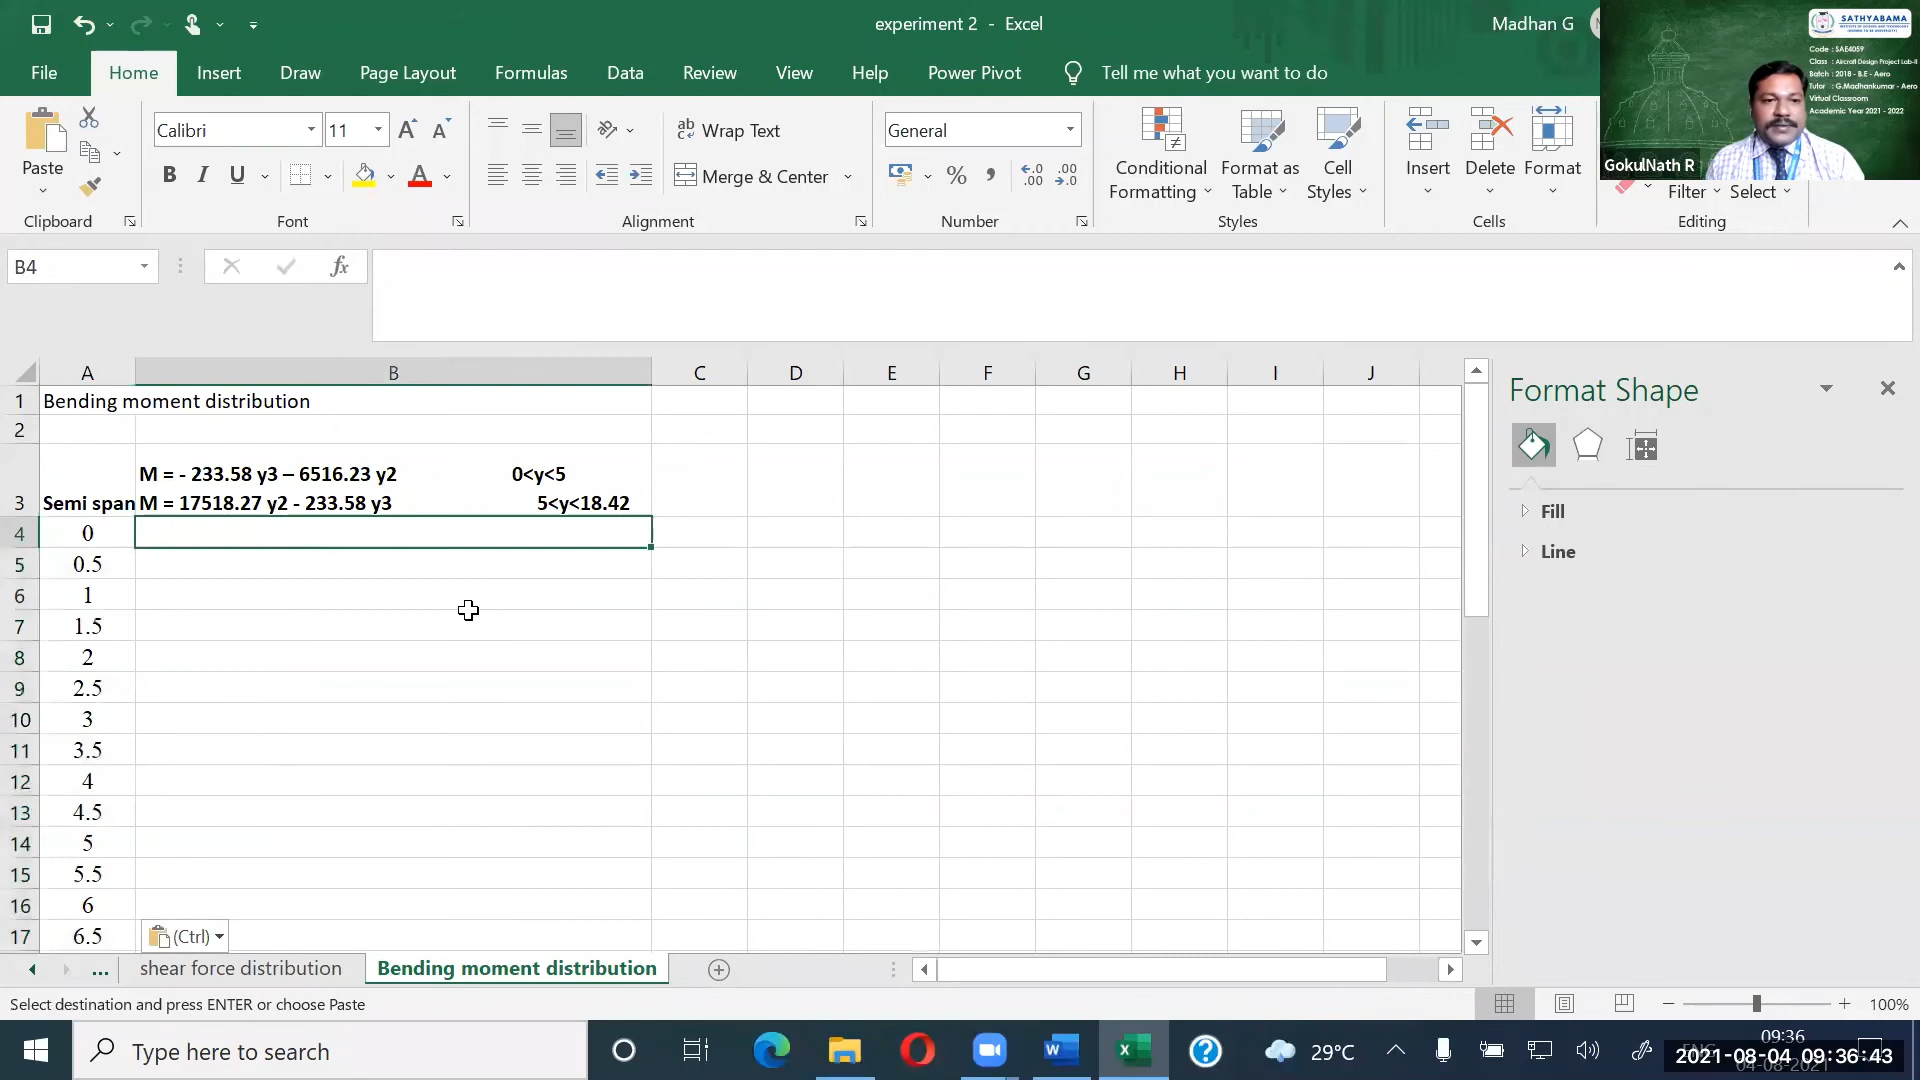 experiment 2 - Excel
Madhan G
File Home Insert Draw Page Layout Formulas Data Review View Help Power Pivot Tell me what you want to do
Paste
Clipboard
Calibri 11
B I U
Font
Wrap Text
Merge & Center
Alignment
General
Number
Conditional Formatting
Format as Table
Cell Styles
Styles
Insert
Delete
Format
Cells
Filter
Select
Editing
SATHYABAMA
Code : SAE4059
Class : Aircraft Design Project Lab-II
Batch : 2018 - B.E - Aero
Tutor : G.Madhankumar - Aero
Virtual Classroom
Academic Year 2021 - 2022
GokulNath R
B4
fx
A B C D E F G H I J
1 Bending moment distribution
2
M = - 233.58 y3 – 6516.23 y2 0<y<5
3 Semi span M = 17518.27 y2 - 233.58 y3 5<y<18.42
4 0
5 0.5
6 1
7 1.5
8 2
9 2.5
10 3
11 3.5
12 4
13 4.5
14 5
15 5.5
16 6
17 6.5
(Ctrl)
Format Shape
Fill
Line
... shear force distribution Bending moment distribution
Select destination and press ENTER or choose Paste
100%
Type here to search
29°C
09:36
2021-08-04 09:36:43